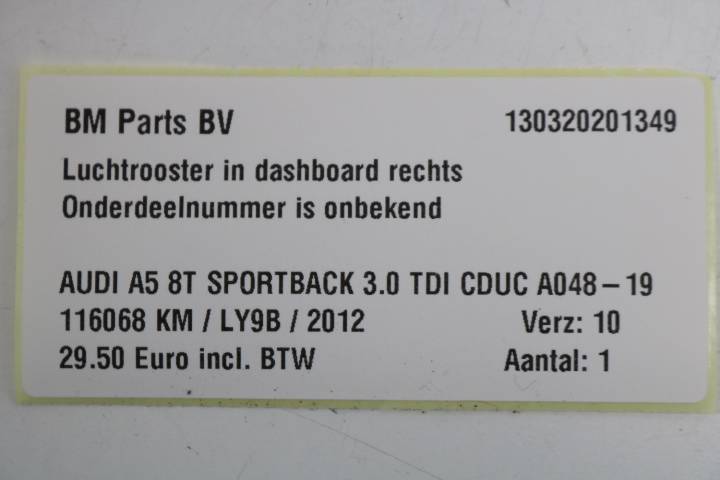 BM Parts BV 130320201349
Luchtrooster in dashboard rechts
Onderdeelnummer is onbekend
AUDI A5 8T SPORTBACK 3.0 TDI CDUC A048-19
116068 KM / LY9B / 2012 Verz: 10
29.50 Euro incl. BTW Aantal: 1